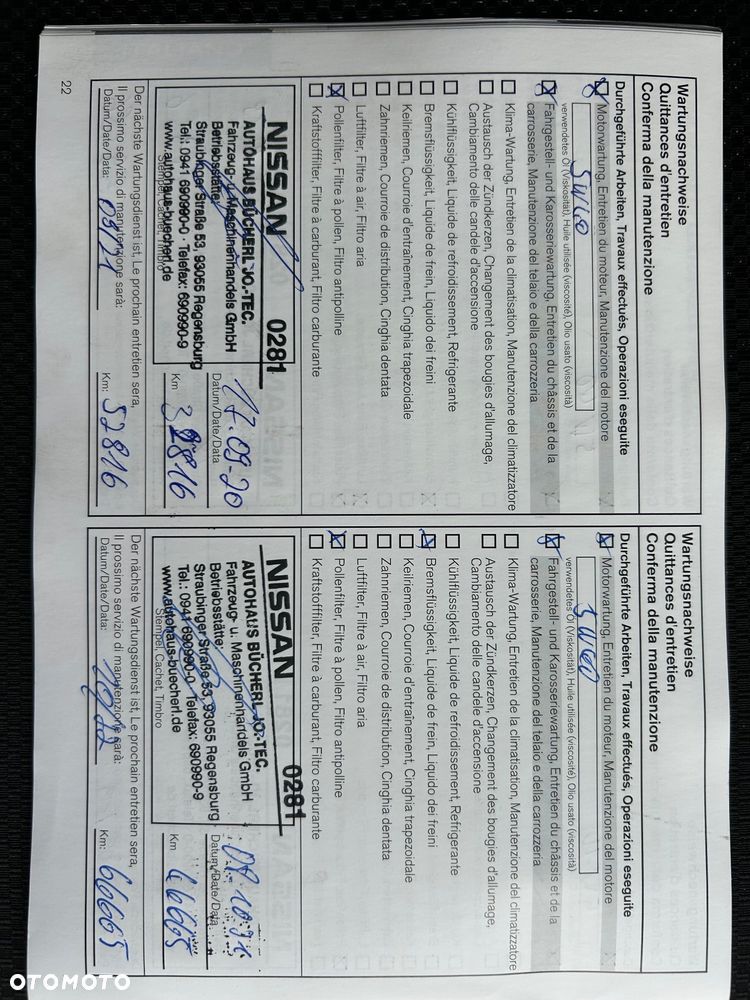 Wartungsnachweise
Quittances d'entretien
Conferma della manutenzione
Durchgeführte Arbeiten, Travaux effectués, Operazioni eseguite
Motorwartung, Entretien du moteur, Manutenzione del motore
verwendetes Öl (Viskosität), Huile utilisée (viscosité), Olio usato (viscosità)
Fahrgestell- und Karosseriewartung, Entretien du châssis et de la
carrosserie, Manutenzione del telaio e della carrozzeria
Klima-Wartung, Entretien de la climatisation, Manutenzione del climatizzatore
Austausch der Zündkerzen, Changement des bougies d'allumage,
Cambiamento delle candele d'accensione
Kühlflüssigkeit, Liquide de refroidissement, Refrigerante
Bremsflüssigkeit, Liquide de frein, Liquido dei freini
Keilriemen, Courroie d'entraînement, Cinghia trapezoidale
Zahnriemen, Courroie de distribution, Cinghia dentata
Luftfilter, Filtre à air, Filtro aria
Pollenfilter, Filtre à pollen, Filtro antipolline
Kraftstofffilter, Filtre à carburant, Filtro carburante
NISSAN 0281
AUTOHAUS BÜCHERL JO.-TEC.
Fahrzeug- u. Maschinenhandels GmbH
Betriebsstätte:
Straubinger Straße 53, 93055 Regensburg
Tel.: 0941 690990-0 · Telefax: 690990-9
www.autohaus-buecherl.de
Stempel, Cachet, Timbro
17.09.20
Datum/Date/Data
Km 32816
Der nächste Wartungsdienst ist, Le prochain entretien sera,
Il prossimo servizio di manutenzione sarà:
Datum/Date/Data: 09/21
Km: 52816
22
Wartungsnachweise
Quittances d'entretien
Conferma della manutenzione
Durchgeführte Arbeiten, Travaux effectués, Operazioni eseguite
Motorwartung, Entretien du moteur, Manutenzione del motore
verwendetes Öl (Viskosität), Huile utilisée (viscosité), Olio usato (viscosità)
Fahrgestell- und Karosseriewartung, Entretien du châssis et de la
carrosserie, Manutenzione del telaio e della carrozzeria
Klima-Wartung, Entretien de la climatisation, Manutenzione del climatizzatore
Austausch der Zündkerzen, Changement des bougies d'allumage,
Cambiamento delle candele d'accensione
Kühlflüssigkeit, Liquide de refroidissement, Refrigerante
Bremsflüssigkeit, Liquide de frein, Liquido dei freini
Keilriemen, Courroie d'entraînement, Cinghia trapezoidale
Zahnriemen, Courroie de distribution, Cinghia dentata
Luftfilter, Filtre à air, Filtro aria
Pollenfilter, Filtre à pollen, Filtro antipolline
Kraftstofffilter, Filtre à carburant, Filtro carburante
NISSAN 0281
AUTOHAUS BÜCHERL JO.-TEC.
Fahrzeug- u. Maschinenhandels GmbH
Betriebsstätte:
Straubinger Straße 53, 93055 Regensburg
Tel.: 0941 690990-0 Telefax: 690990-9
www.autohaus-buecherl.de
Stempel, Cachet, Timbro
Datum/Date/Data
Km 46665
Der nächste Wartungsdienst ist, Le prochain entretien sera,
Il prossimo servizio di manutenzione sarà:
Datum/Date/Data: 10/22
Km: 66665
OTOMOTO